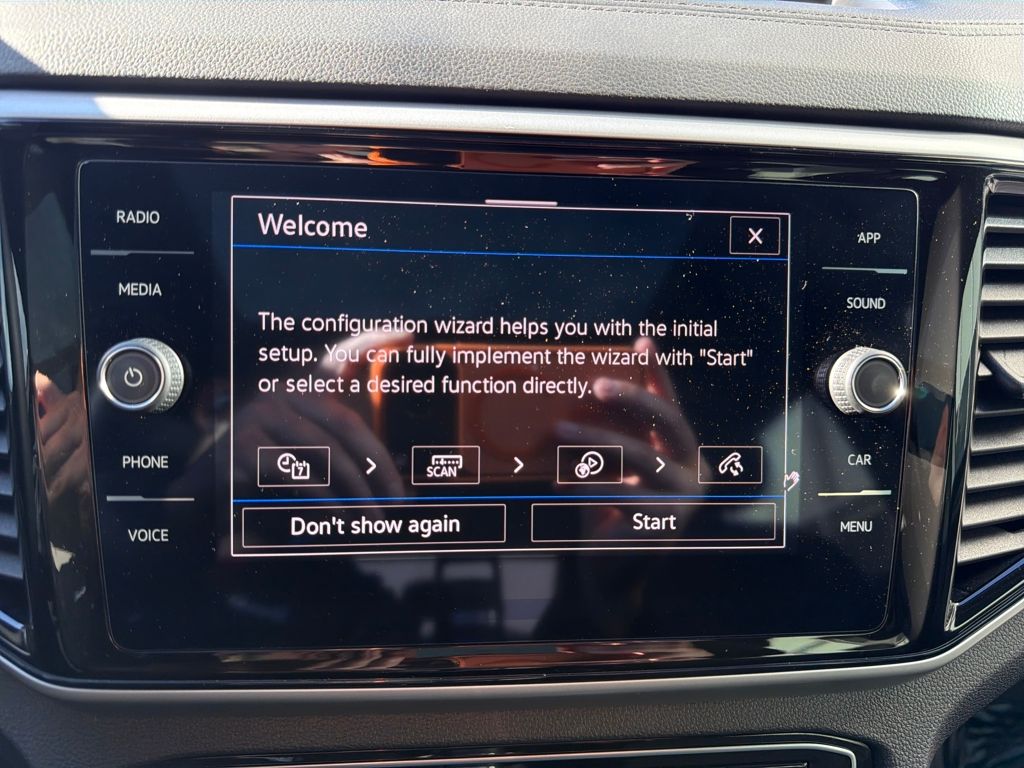 RADIO
MEDIA
PHONE
VOICE
Welcome
X
The configuration wizard helps you with the initial
setup. You can fully implement the wizard with "Start"
or select a desired function directly.
7
SCAN
Don't show again
Start
APP
SOUND
CAR
MENU